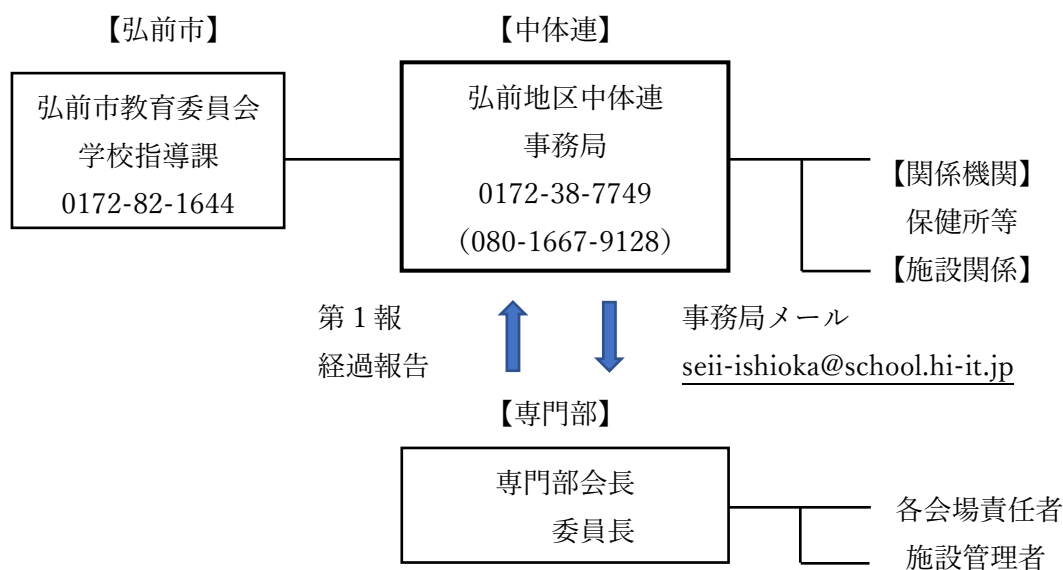 【弘前市】
【中体連】
弘前市教育委員会
学校指導課
0172-82-1644
弘前地区中体連
事務局
0172-38-7749
（080-1667-9128）
【関係機関】
保健所等
【施設関係】
第１報
経過報告
事務局メール
seii-ishioka@school.hi-it.jp
【専門部】
専門部会長
委員長
各会場責任者
施設管理者